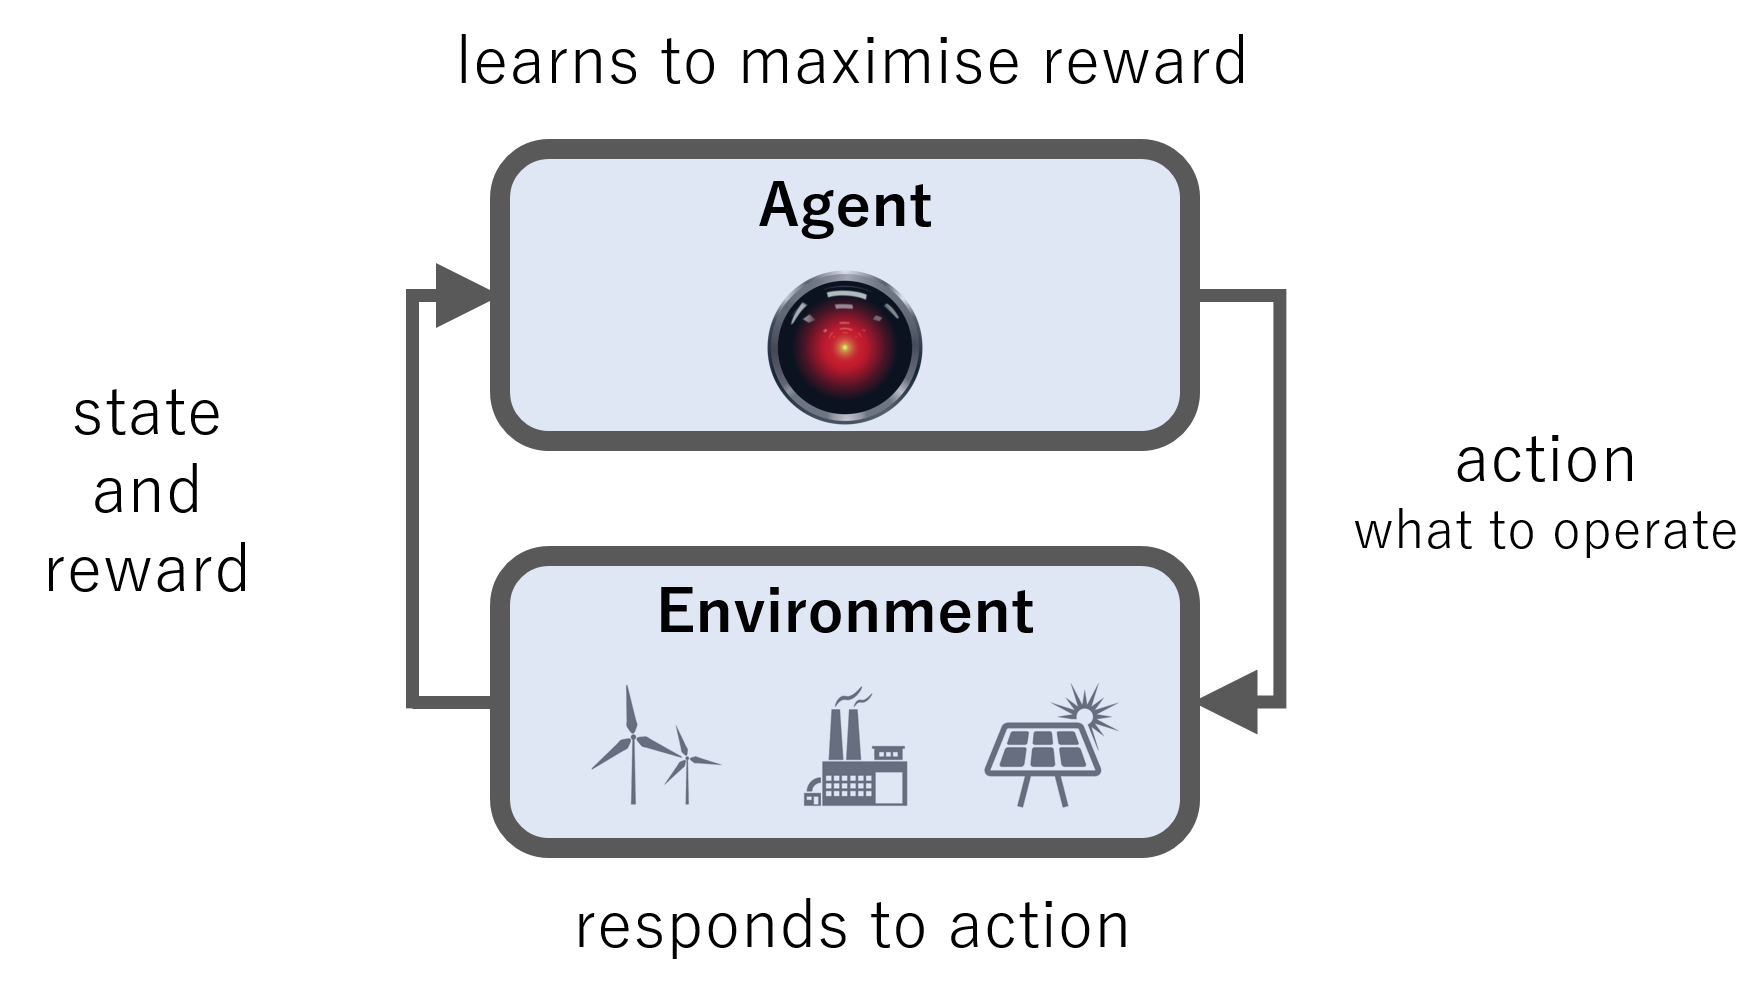 learns to maximise reward
Agent
state
and
reward
action
what to operate
Environment
responds to action